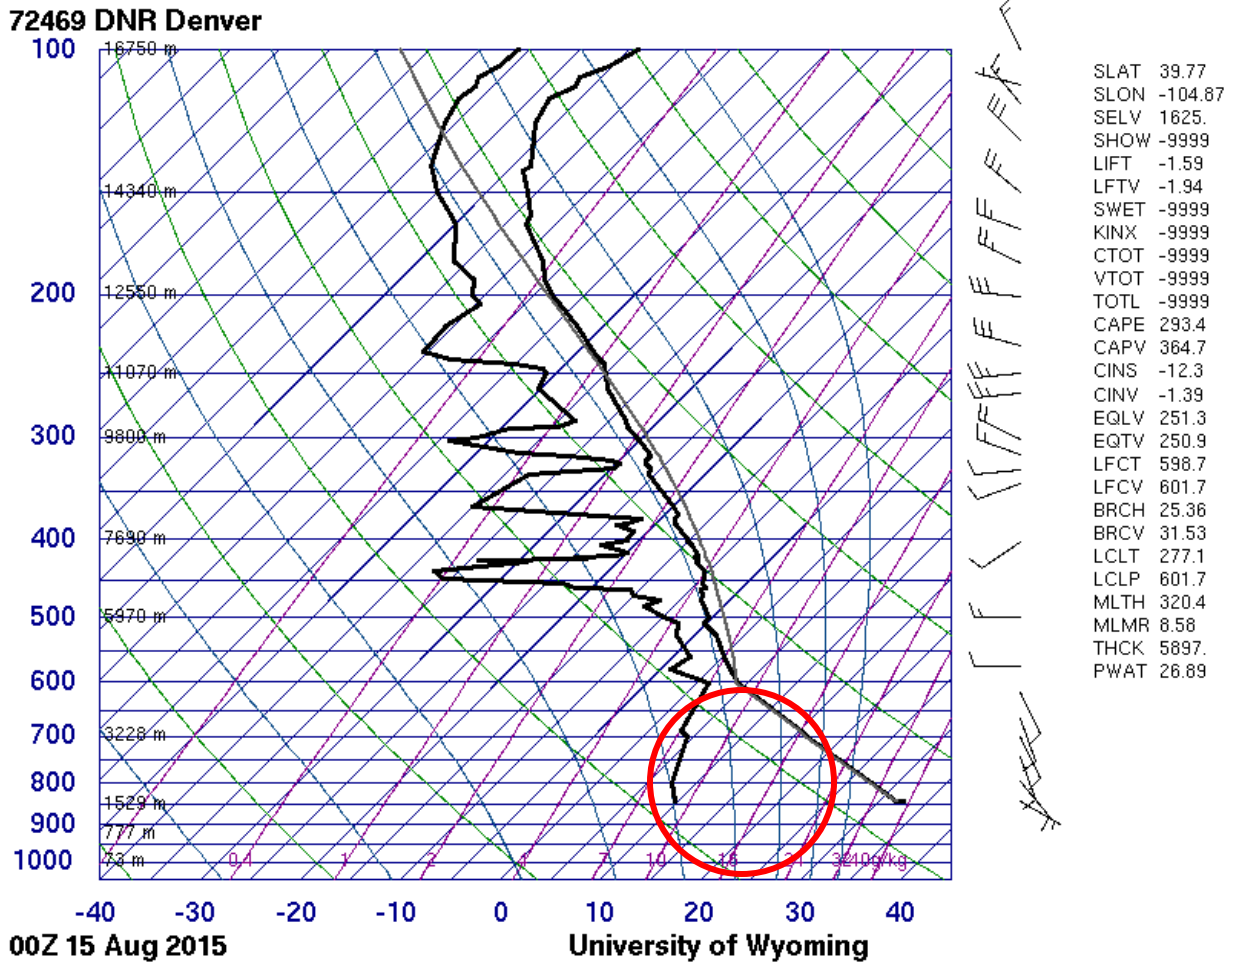 72469 DNR Denver
100 16750 m
14340 m
200 12550 m
11070 m
300 9800 m
400 7690 m
500 5970 m
600
700 3228 m
800
1529 m
900
777 m
1000 73 m 0.4 1 2 4 7 10 16 24 32 40g/kg
-40 -30 -20 -10 0 10 20 30 40
00Z 15 Aug 2015 University of Wyoming
SLAT 39.77
SLON -104.87
SELV 1625.
SHOW -9999
LIFT -1.59
LFTV -1.94
SWET -9999
KINX -9999
CTOT -9999
VTOT -9999
TOTL -9999
CAPE 293.4
CAPV 364.7
CINS -12.3
CINV -1.39
EQLV 251.3
EQTV 250.9
LFCT 598.7
LFCV 601.7
BRCH 25.36
BRCV 31.53
LCLT 277.1
LCLP 601.7
MLTH 320.4
MLMR 8.58
THCK 5897.
PWAT 26.89